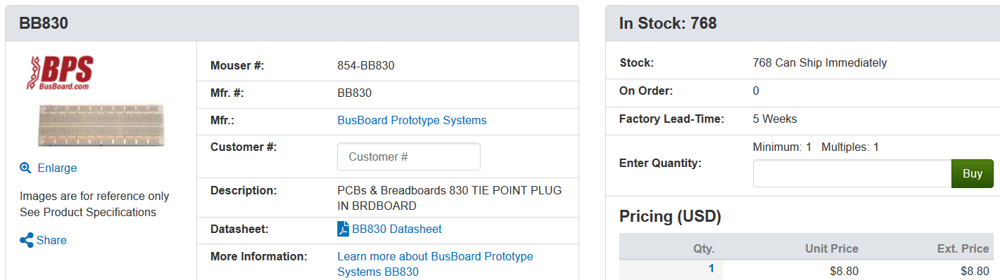 BB830
BPS
BusBoard.com
Enlarge
Images are for reference only
See Product Specifications
Share
Mouser #: 854-BB830
Mfr. #: BB830
Mfr.: BusBoard Prototype Systems
Customer #: Customer #
Description: PCBs & Breadboards 830 TIE POINT PLUG
IN BRDBOARD
Datasheet: BB830 Datasheet
More Information: Learn more about BusBoard Prototype
Systems BB830
In Stock: 768
Stock: 768 Can Ship Immediately
On Order: 0
Factory Lead-Time: 5 Weeks
Minimum: 1 Multiples: 1
Enter Quantity: Buy
Pricing (USD)
Qty. Unit Price Ext. Price
1 $8.80 $8.80